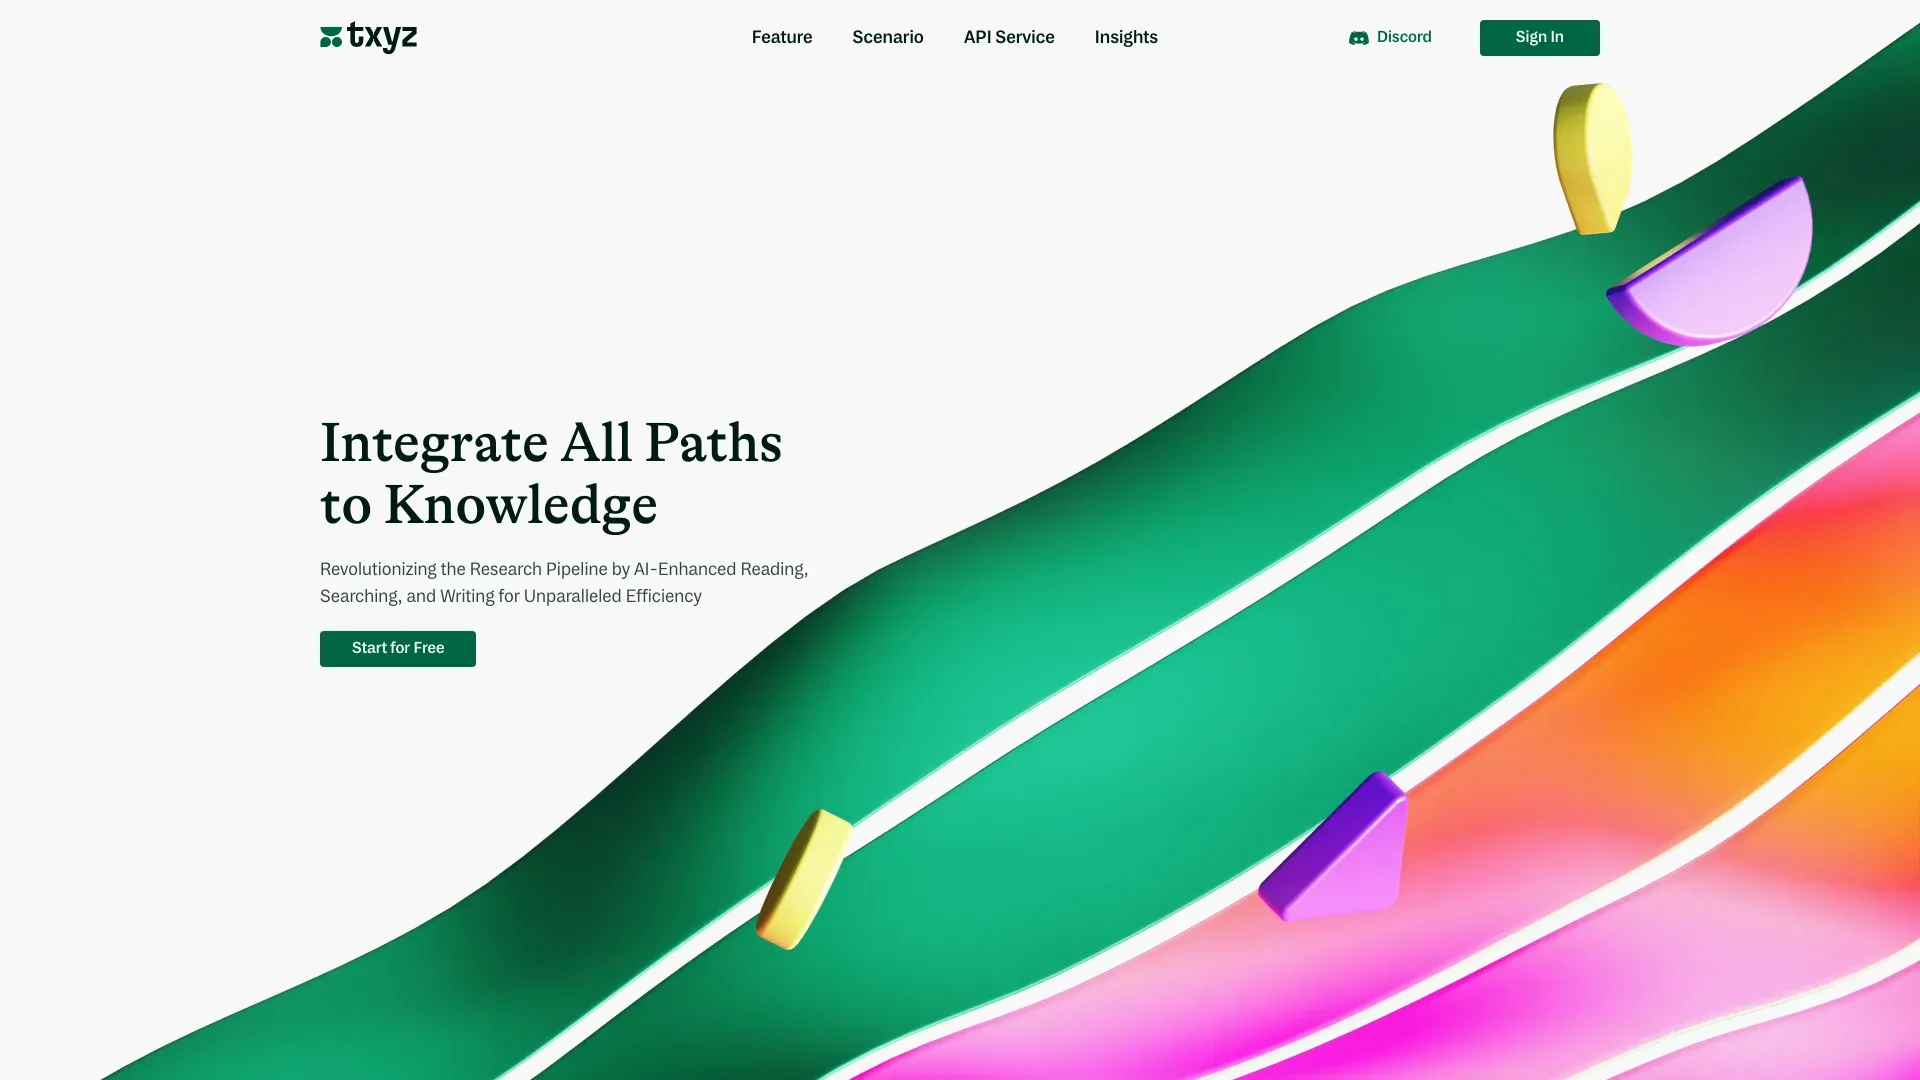 txyz
Feature
Scenario
API Service
Insights
Discord
Sign In
Integrate All Paths
to Knowledge
Revolutionizing the Research Pipeline by AI-Enhanced Reading,
Searching, and Writing for Unparalleled Efficiency
Start for Free